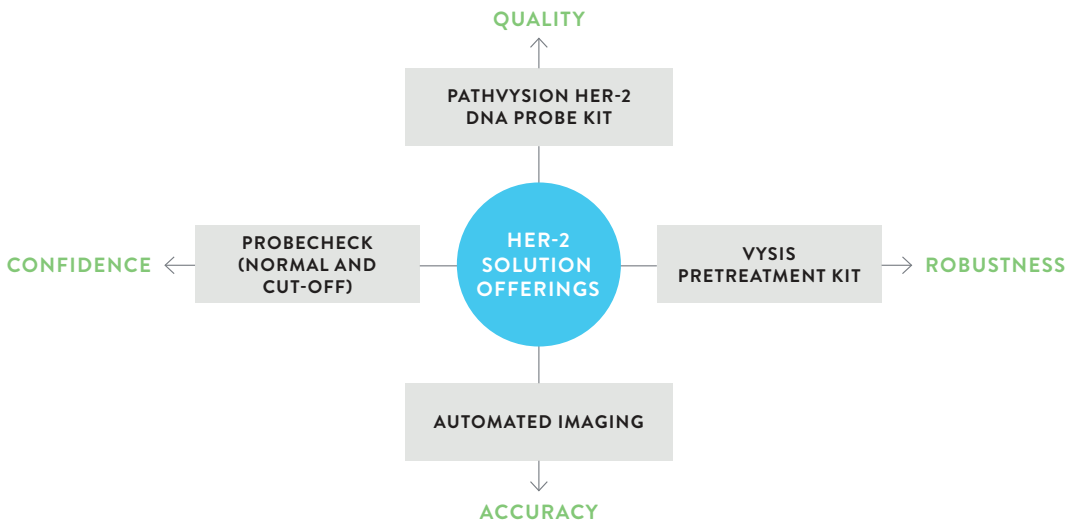 QUALITY
PATHVYSION HER-2
DNA PROBE KIT
CONFIDENCE
PROBECHECK
(NORMAL AND
CUT-OFF)
HER-2
SOLUTION
OFFERINGS
VYSIS
PRETREATMENT KIT
ROBUSTNESS
AUTOMATED IMAGING
ACCURACY